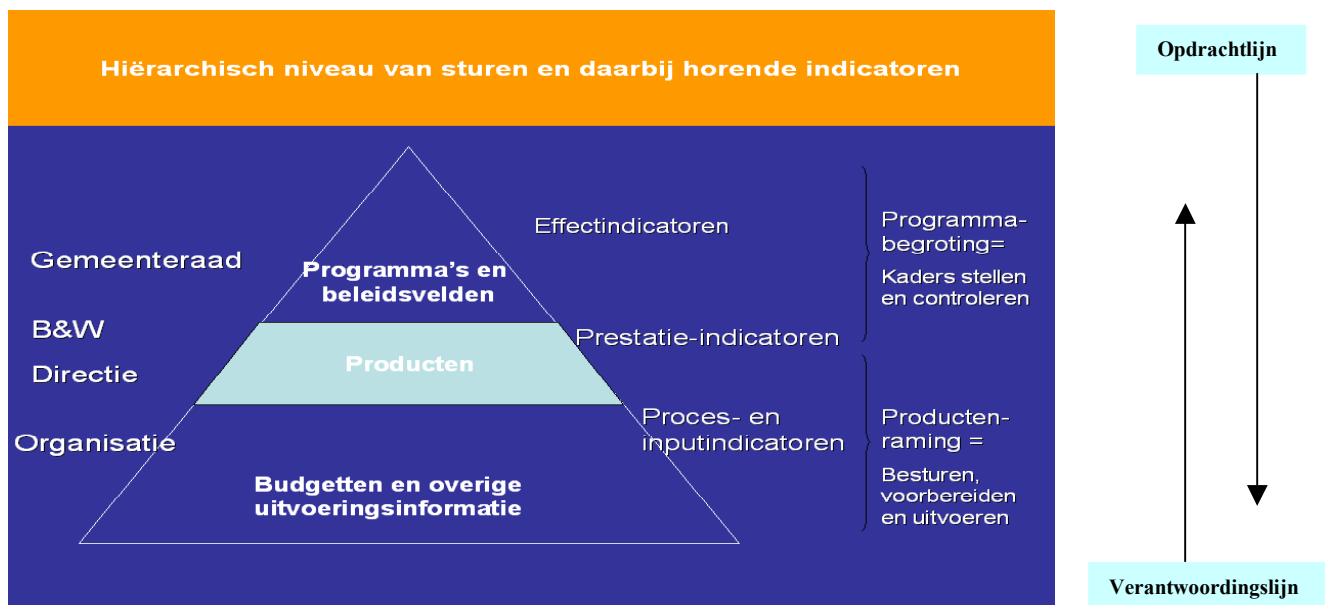 Hiërarchisch niveau van sturen en daarbij horende indicatoren
Opdrachtlijn
Gemeenteraad
B&W
Directie
Organisatie
Programma's en
beleidsvelden
Producten
Budgetten en overige
uitvoeringsinformatie
Effectindicatoren
Prestatie-indicatoren
Proces- en
inputindicatoren
Programma-
begroting=
Kaders stellen
en controleren
Producten-
raming =
Besturen,
voorbereiden
en uitvoeren
Verantwoordingslijn